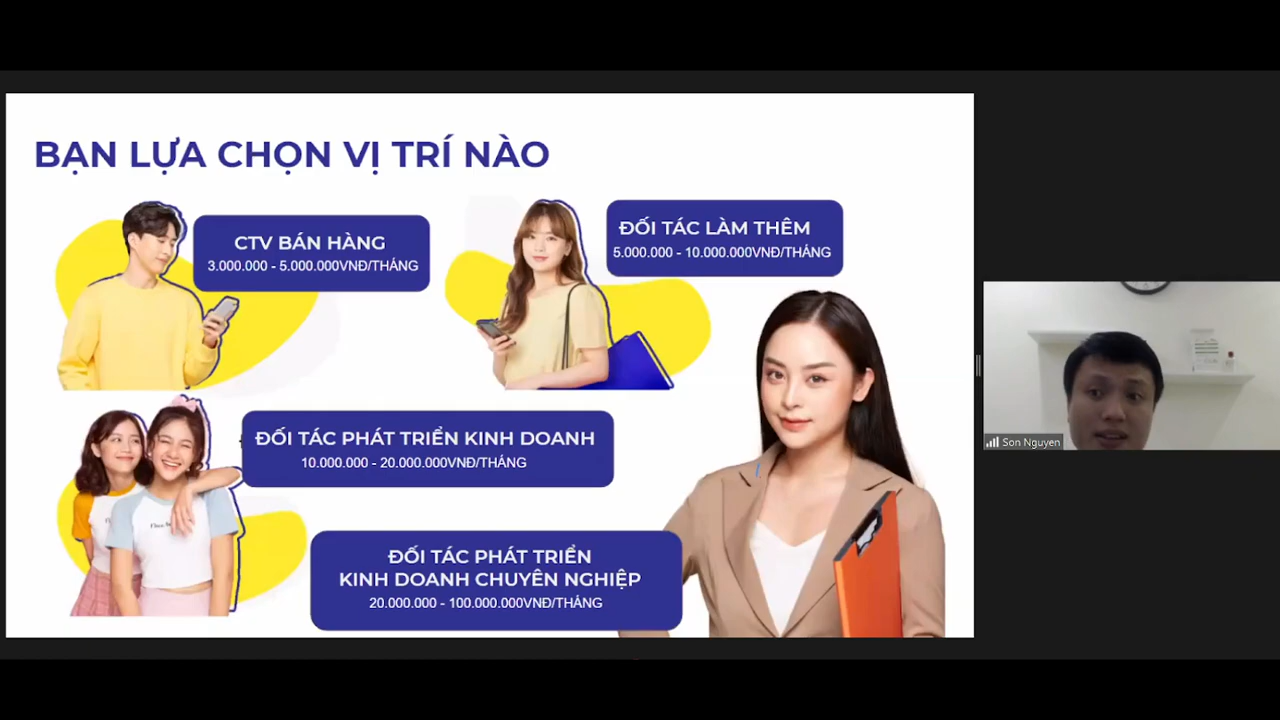 BẠN LỰA CHỌN VỊ TRÍ NÀO
CTV BÁN HÀNG
3.000.000 - 5.000.000VNĐ/THÁNG
ĐỐI TÁC LÀM THÊM
5.000.000 - 10.000.000VNĐ/THÁNG
ĐỐI TÁC PHÁT TRIỂN KINH DOANH
10.000.000 - 20.000.000VNĐ/THÁNG
ĐỐI TÁC PHÁT TRIỂN
KINH DOANH CHUYÊN NGHIỆP
20.000.000 - 100.000.000VNĐ/THÁNG
Son Nguyen